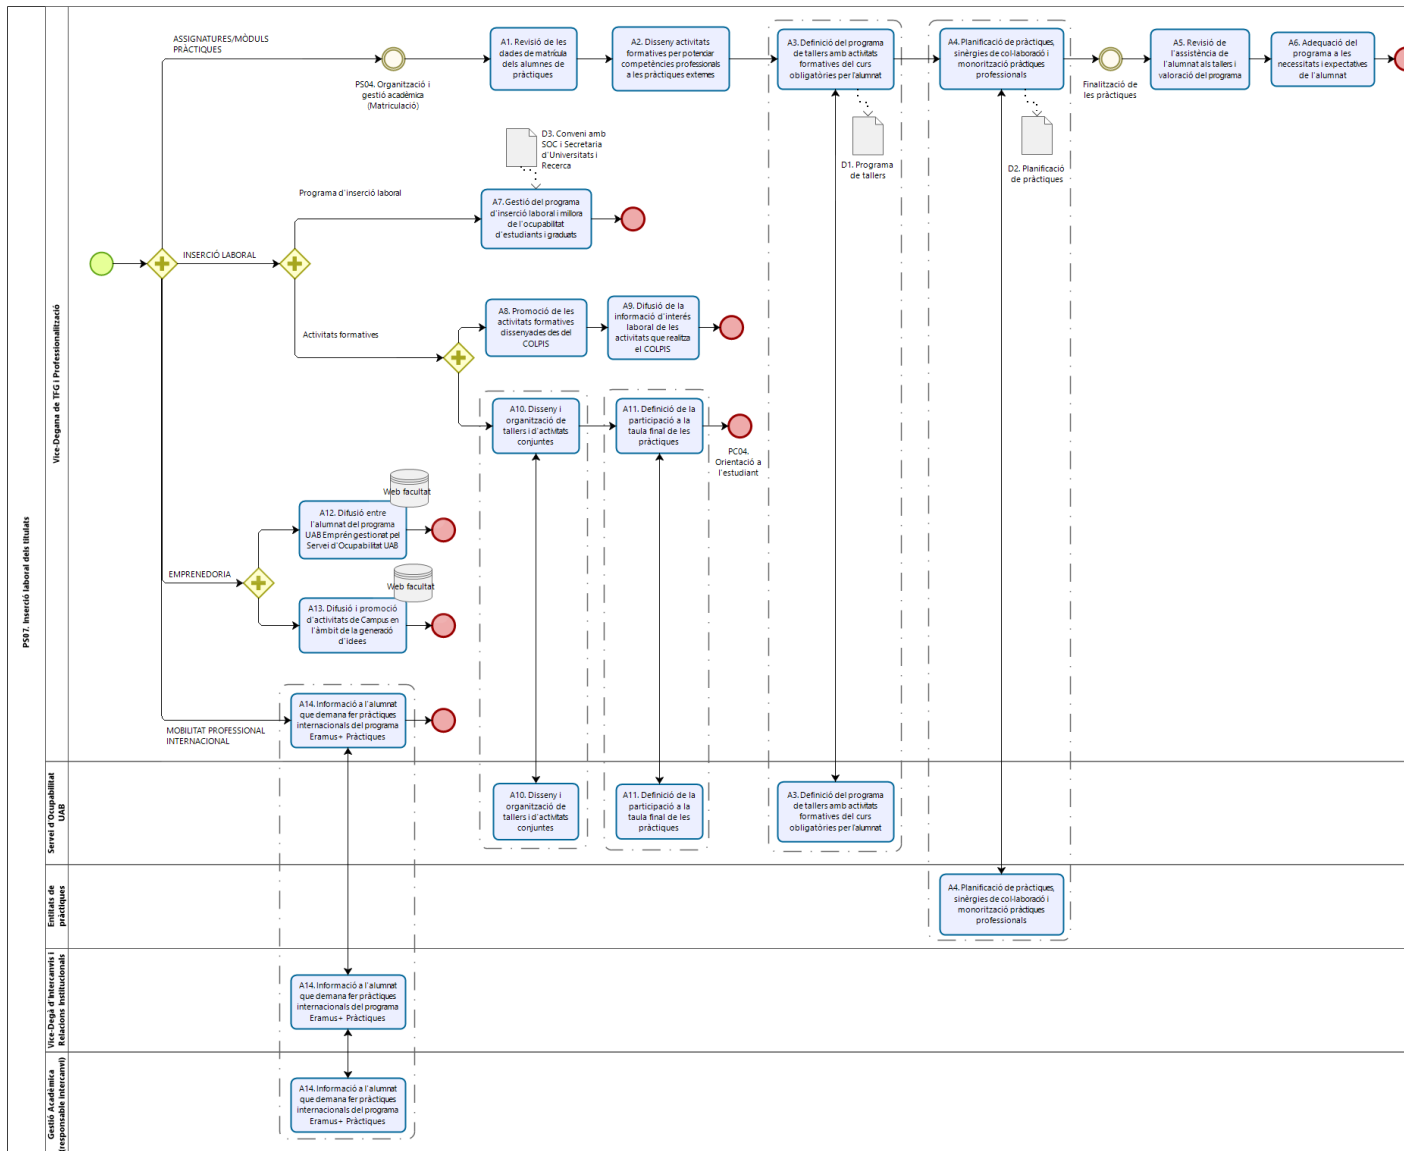 PS07. Inserció laboral dels titulats
Vice-Degana de TFG i Professionalització
ASSIGNATURES/MÒDULS
PRÀCTIQUES
PS04. Organització i
gestió acadèmica
(Matriculació)
A1. Revisió de les
dades de matrícula
dels alumnes de
pràctiques
A2. Disseny activitats
formatives per potenciar
competències professionals
a les pràctiques externes
A3. Definició del programa
de tallers amb activitats
formatives del curs
obligatòries per l'alumnat
A4. Planificació de pràctiques,
sinèrgies de col·laboració i
monorització pràctiques
professionals
Finalització de
les pràctiques
A5. Revisió de
l'assistència de
l'alumnat als tallers i
valoració del programa
A6. Adequació del
programa a les
necessitats i expectatives
de l'alumnat
D1. Programa
de tallers
D2. Planificació
de pràctiques
D3. Conveni amb
SOC i Secretaria
d'Universitats i
Recerca
Programa d'inserció laboral
A7. Gestió del programa
d'inserció laboral i millora
de l'ocupabilitat
d'estudiants i graduats
INSERCIÓ LABORAL
Activitats formatives
A8. Promoció de les
activitats formatives
dissenyades des del
COLPIS
A9. Difusió de la
informació d'interés
laboral de les
activitats que realitza
el COLPIS
A10. Disseny i
organització de
tallers i d'activitats
conjuntes
A11. Definició de la
participació a la
taula final de les
pràctiques
PC04.
Orientació a
l'estudiant
Web facultat
A12. Difusió entre
l'alumnat del programa
UAB Emprèn gestionat pel
Servei d'Ocupabilitat UAB
EMPRENEDORIA
Web facultat
A13. Difusió i promoció
d'activitats de Campus en
l'àmbit de la generació
d'idees
MOBILITAT PROFESSIONAL
INTERNACIONAL
A14. Informació a l'alumnat
que demana fer pràctiques
internacionals del programa
Eramus+ Pràctiques
Servei d'Ocupabilitat
UAB
A10. Disseny i
organització de
tallers i d'activitats
conjuntes
A11. Definició de la
participació a la
taula final de les
pràctiques
A3. Definició del programa
de tallers amb activitats
formatives del curs
obligatòries per l'alumnat
Entitats de
pràctiques
A4. Planificació de pràctiques,
sinèrgies de col·laboració i
monorització pràctiques
professionals
Vice-Degà d'Intercanvis i
Relacions Institucionals
A14. Informació a l'alumnat
que demana fer pràctiques
internacionals del programa
Eramus+ Pràctiques
Gestió Acadèmica
(responsable intercanvi)
A14. Informació a l'alumnat
que demana fer pràctiques
internacionals del programa
Eramus+ Pràctiques